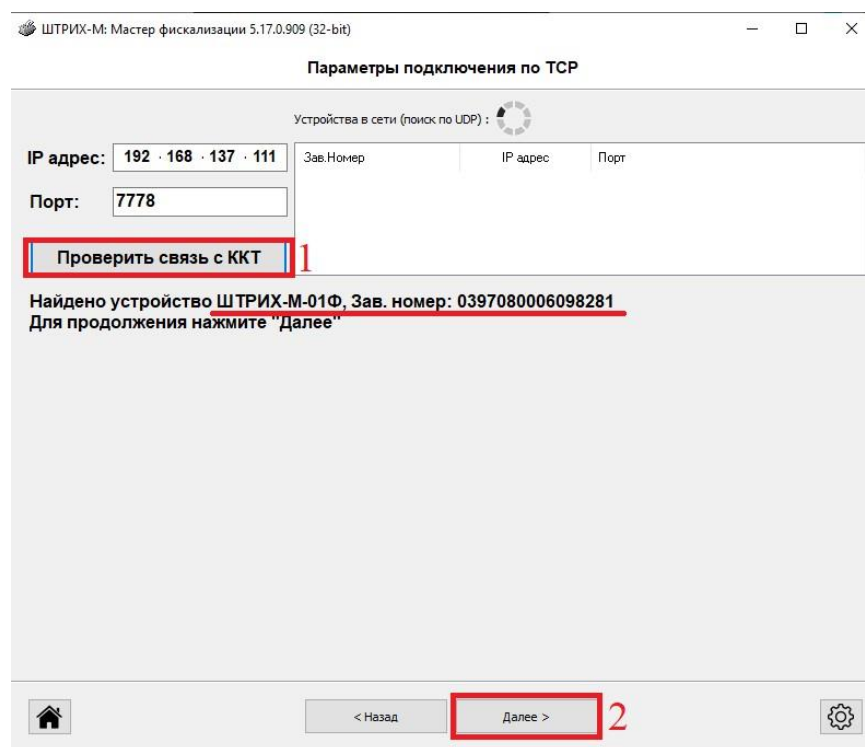 ШТРИХ-М: Мастер фискализации 5.17.0.909 (32-bit)
Параметры подключения по TCP
Устройства в сети (поиск по UDP) :
IP адрес: 192 . 168 . 137 . 111
Зав.Номер IP адрес Порт
Порт: 7778
Проверить связь с ККТ 1
Найдено устройство ШТРИХ-М-01Ф, Зав. номер: 0397080006098281
Для продолжения нажмите "Далее"
< Назад Далее > 2